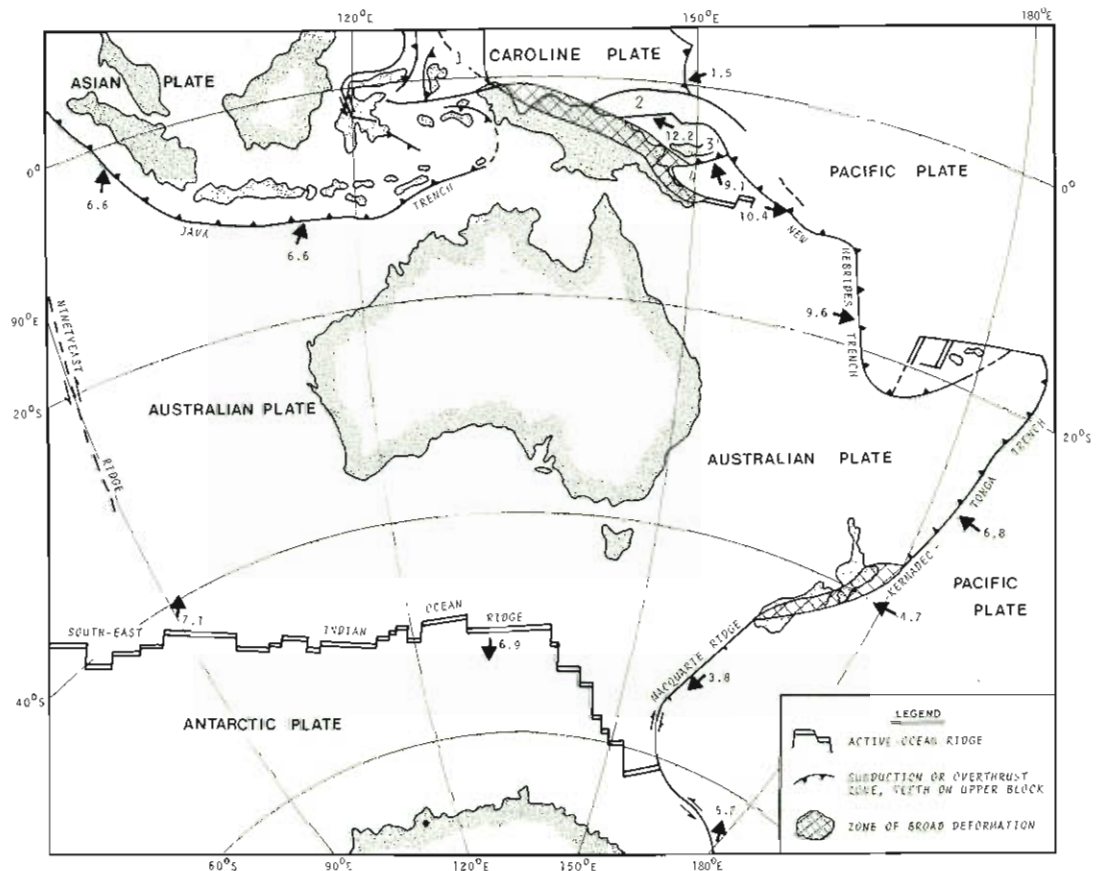 120°E
150°E
180°E
ASIAN PLATE
1
CAROLINE PLATE
1.5
2
12.2
3
PACIFIC PLATE
0°
0°
9.1
10.4
6.6
JAVA
TRENCH
6.6
NEW
HEBRIDES
TRENCH
9.6
90°E
NINETYEAST
RIDGE
20°S
20°S
AUSTRALIAN PLATE
AUSTRALIAN PLATE
TRENCH
TONGA
6.8
KERMADEC
4.7
PACIFIC
PLATE
7.1
SOUTH-EAST
INDIAN
OCEAN
RIDGE
6.9
MACQUARIE RIDGE
3.8
40°S
ANTARCTIC PLATE
LEGEND
ACTIVE OCEAN RIDGE
SUBDUCTION OR OVERTHRUST
ZONE, TEETH ON UPPER BLOCK
ZONE OF BROAD DEFORMATION
60°S
90°E
120°E
150°E
180°E